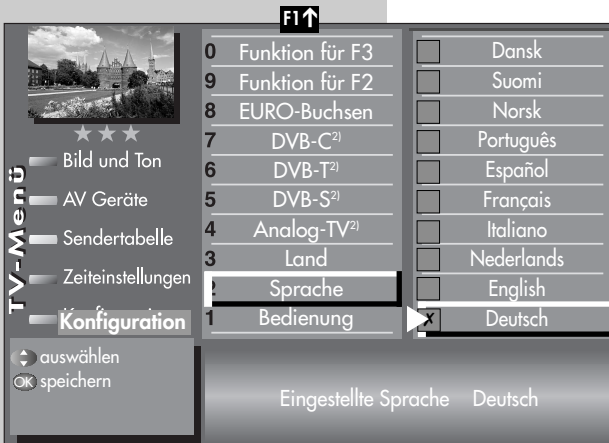 F1↑
TV-Menü
Bild und Ton
AV Geräte
Sendertabelle
Zeiteinstellungen
Konfiguration
0 Funktion für F3
9 Funktion für F2
8 EURO-Buchsen
7 DVB-C2)
6 DVB-T2)
5 DVB-S2)
4 Analog-TV2)
3 Land
2 Sprache
1 Bedienung
Dansk
Suomi
Norsk
Português
Español
Français
Italiano
Nederlands
English
X Deutsch
auswählen
OK speichern
Eingestellte Sprache Deutsch